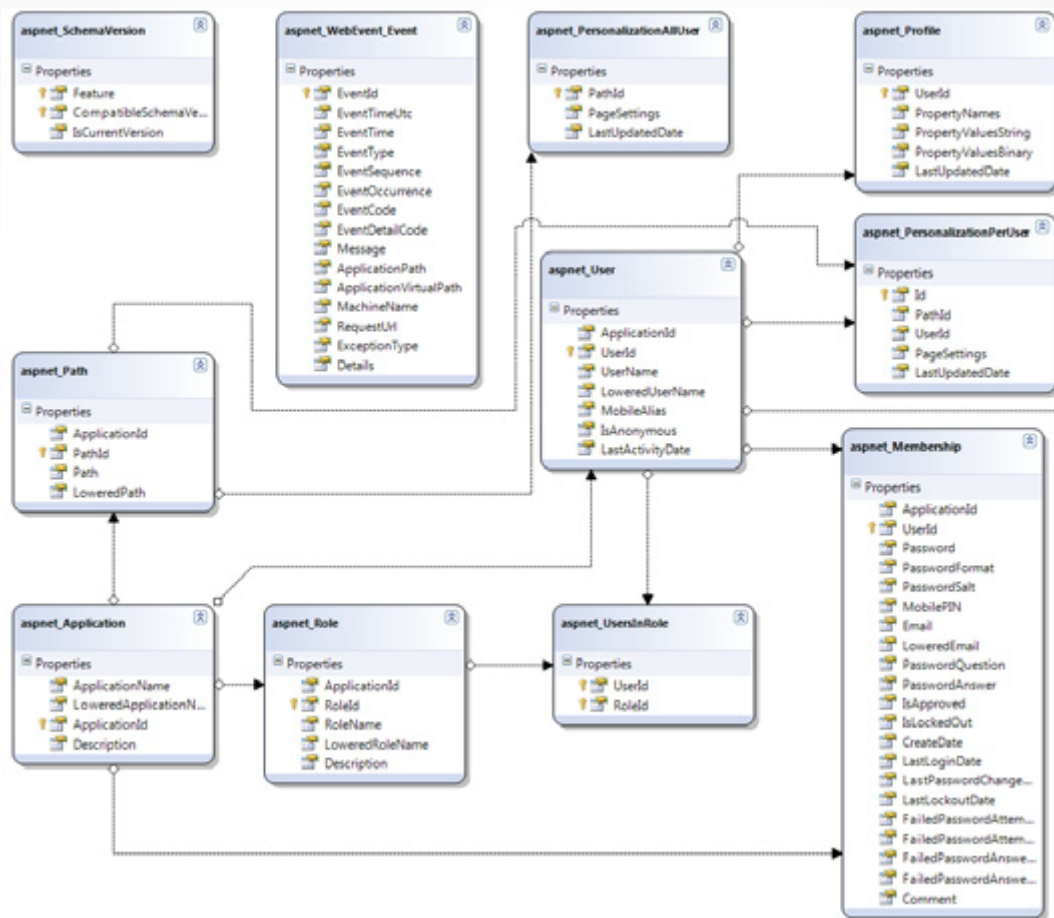 aspnet_SchemaVersion
Properties
Feature
CompatibleSchemaVe...
IsCurrentVersion
aspnet_WebEvent_Event
Properties
EventId
EventTimeUtc
EventTime
EventType
EventSequence
EventOccurrence
EventCode
EventDetailCode
Message
ApplicationPath
ApplicationVirtualPath
MachineName
RequestUrl
ExceptionType
Details
aspnet_PersonalizationAllUser
Properties
PathId
PageSettings
LastUpdatedDate
aspnet_Profile
Properties
UserId
PropertyNames
PropertyValuesString
PropertyValuesBinary
LastUpdatedDate
aspnet_PersonalizationPerUser
Properties
Id
PathId
UserId
PageSettings
LastUpdatedDate
aspnet_User
Properties
ApplicationId
UserId
UserName
LoweredUserName
MobileAlias
IsAnonymous
LastActivityDate
aspnet_Path
Properties
ApplicationId
PathId
Path
LoweredPath
aspnet_Membership
Properties
ApplicationId
UserId
Password
PasswordFormat
PasswordSalt
MobilePIN
Email
LoweredEmail
PasswordQuestion
PasswordAnswer
IsApproved
IsLockedOut
CreateDate
LastLoginDate
LastPasswordChange...
LastLockoutDate
FailedPasswordAttem...
FailedPasswordAttem...
FailedPasswordAnswe...
FailedPasswordAnswe...
Comment
aspnet_Application
Properties
ApplicationName
LoweredApplicationN...
ApplicationId
Description
aspnet_Role
Properties
ApplicationId
RoleId
RoleName
LoweredRoleName
Description
aspnet_UsersInRole
Properties
UserId
RoleId